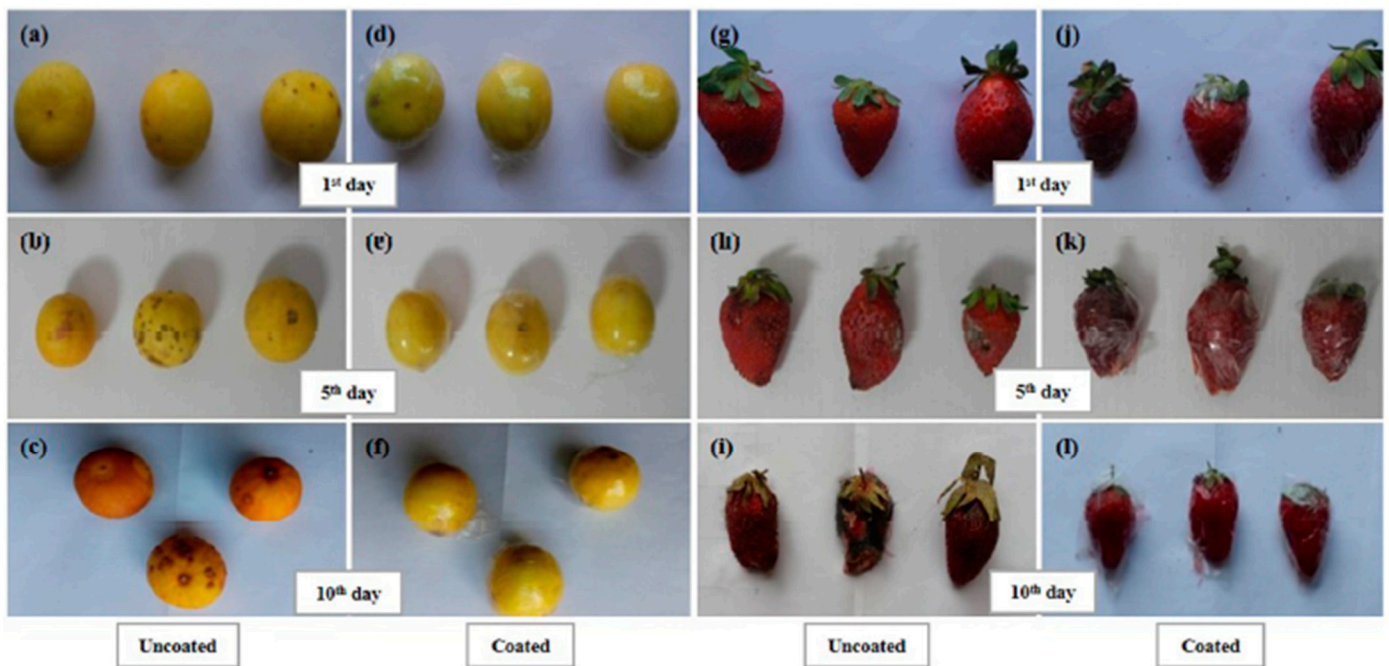 (a)
(d)
(g)
(j)
1st day
1st day
(b)
(e)
(h)
(k)
5th day
5th day
(c)
(f)
(i)
(l)
10th day
10th day
Uncoated
Coated
Uncoated
Coated